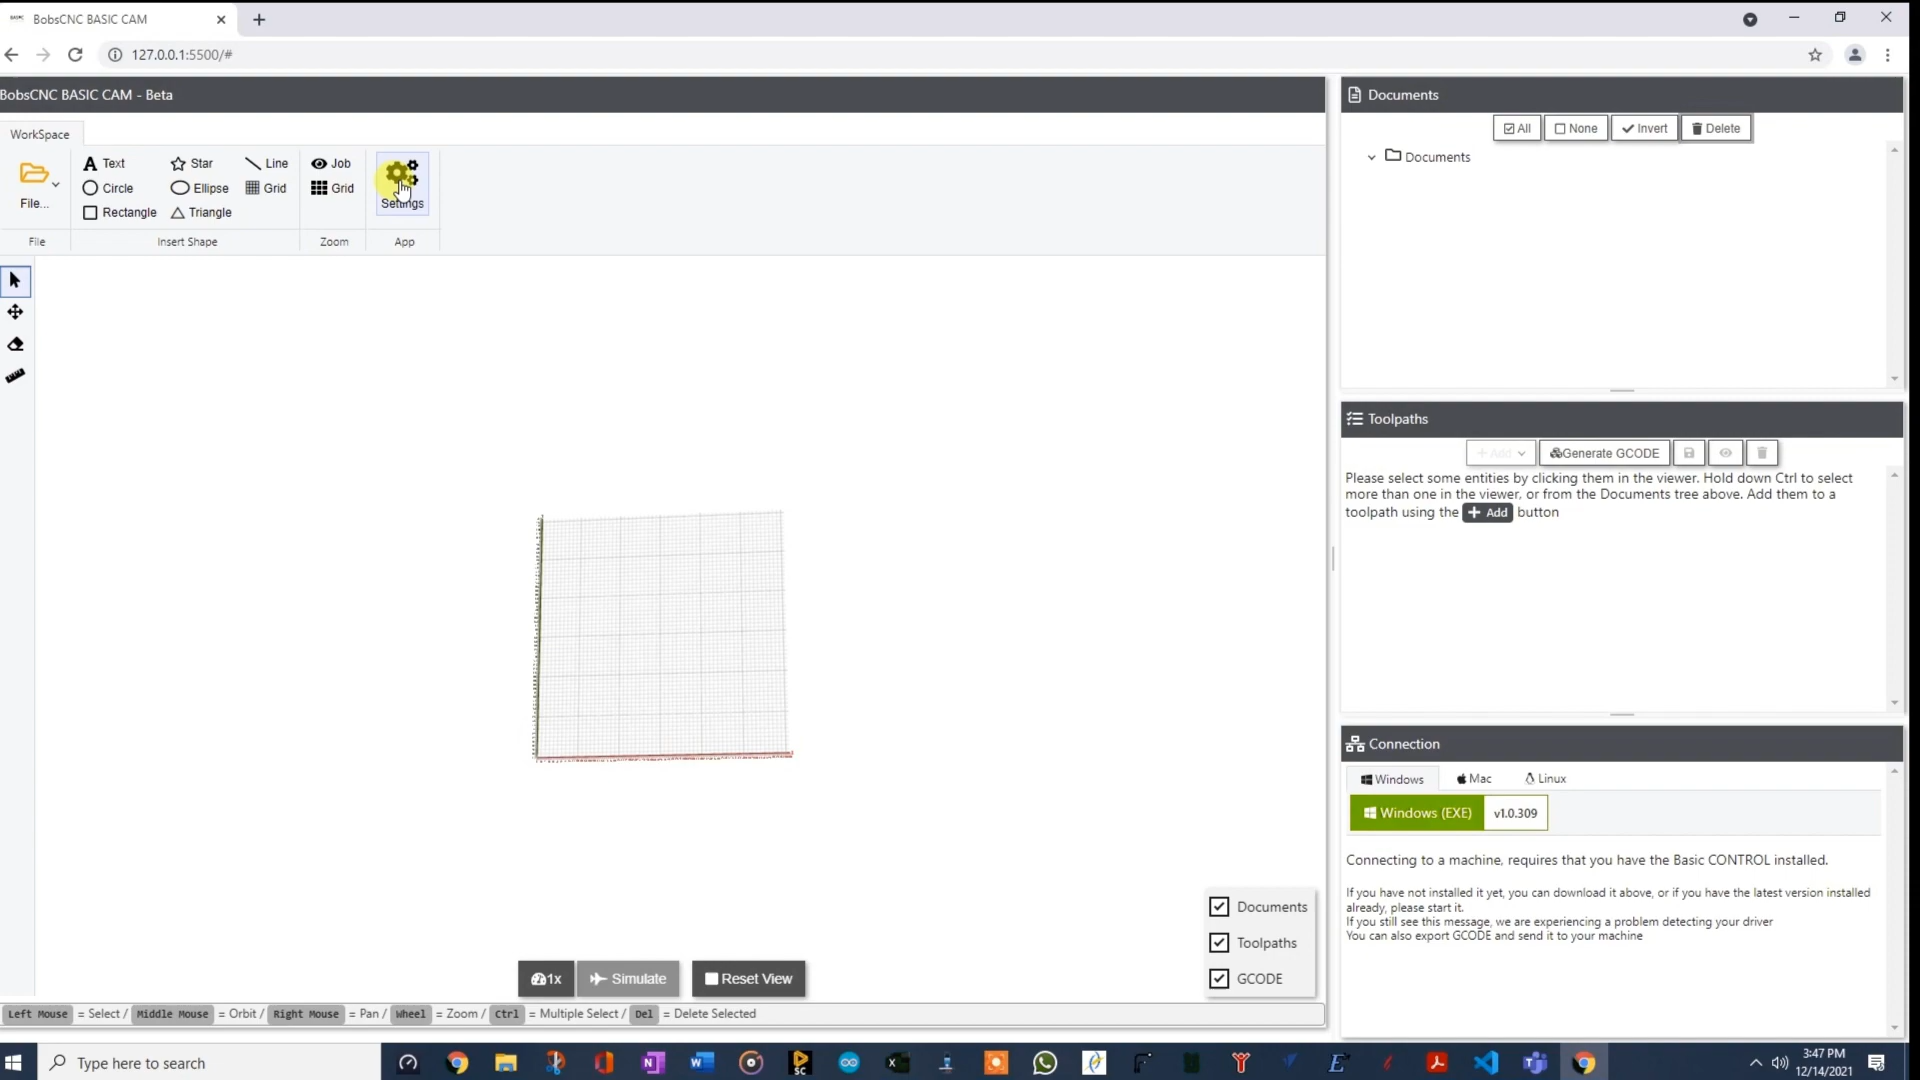 BobsCNC BASIC CAM
127.0.0.1:5500/#
BobsCNC BASIC CAM - Beta
WorkSpace
File...
Text
Star
Line
Circle
Ellipse
Grid
Rectangle
Triangle
Job
Grid
Settings
File
Insert Shape
Zoom
App
Documents
All
None
Invert
Delete
Documents
Toolpaths
+ Add
Generate GCODE
Please select some entities by clicking them in the viewer. Hold down Ctrl to select
more than one in the viewer, or from the Documents tree above. Add them to a
toolpath using the + Add button
Connection
Windows
Mac
Linux
Windows (EXE) v1.0.309
Connecting to a machine, requires that you have the Basic CONTROL installed.
If you have not installed it yet, you can download it above, or if you have the latest version installed
already, please start it.
If you still see this message, we are experiencing a problem detecting your driver
You can also export GCODE and send it to your machine
Documents
Toolpaths
GCODE
1x
Simulate
Reset View
Left Mouse = Select / Middle Mouse = Orbit / Right Mouse = Pan / Wheel = Zoom / Ctrl = Multiple Select / Del = Delete Selected
Type here to search
3:47 PM
12/14/2021